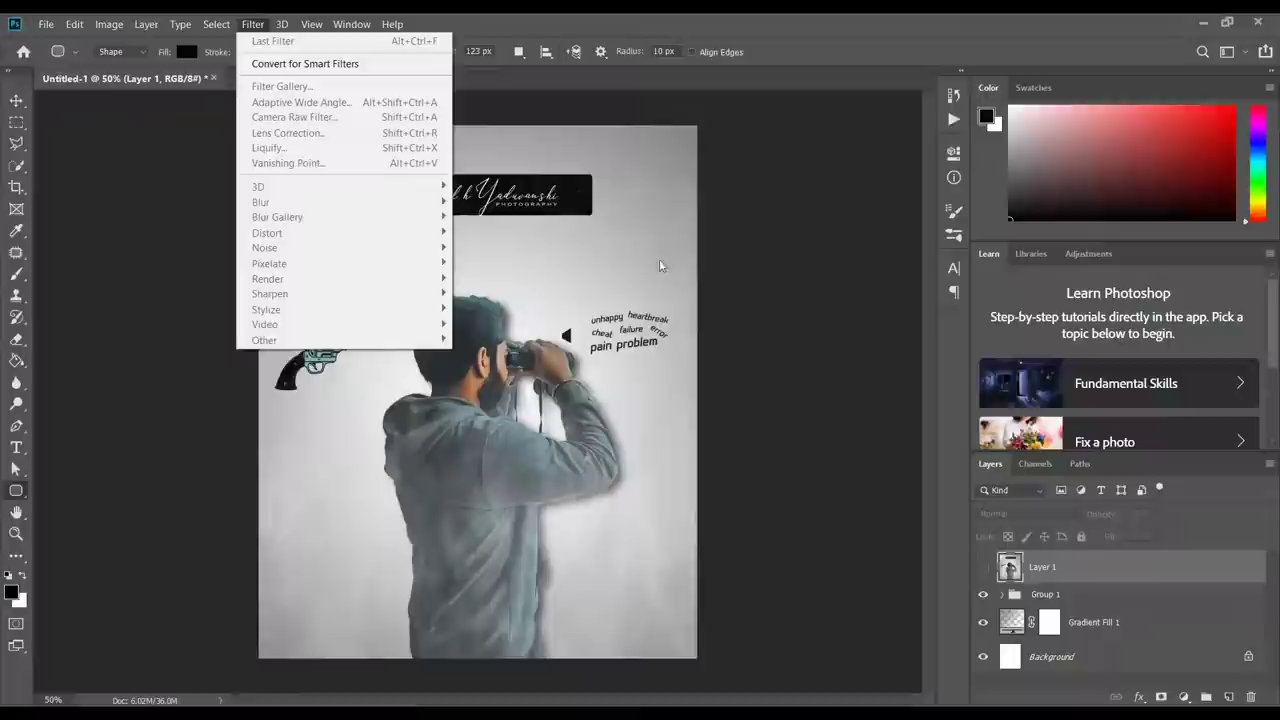 Ps File Edit Image Layer Type Select Filter 3D View Window Help
Shape Fill: Stroke: 123 px Radius: 10 px Align Edges
Untitled-1 @ 50% (Layer 1, RGB/8#) *
Last Filter Alt+Ctrl+F
Convert for Smart Filters
Filter Gallery...
Adaptive Wide Angle... Alt+Shift+Ctrl+A
Camera Raw Filter... Shift+Ctrl+A
Lens Correction... Shift+Ctrl+R
Liquify... Shift+Ctrl+X
Vanishing Point... Alt+Ctrl+V
3D
Blur
Blur Gallery
Distort
Noise
Pixelate
Render
Sharpen
Stylize
Video
Other
Yaduvanshi
PHOTOGRAPHY
unhappy heartbreak
cheat failure error
pain problem
Color Swatches
Learn Libraries Adjustments
Learn Photoshop
Step-by-step tutorials directly in the app. Pick a
topic below to begin.
Fundamental Skills
Fix a photo
Layers Channels Paths
Kind
Normal Opacity:
Fill:
Layer 1
Group 1
Gradient Fill 1
Background
50% Doc: 6.02M/36.0M